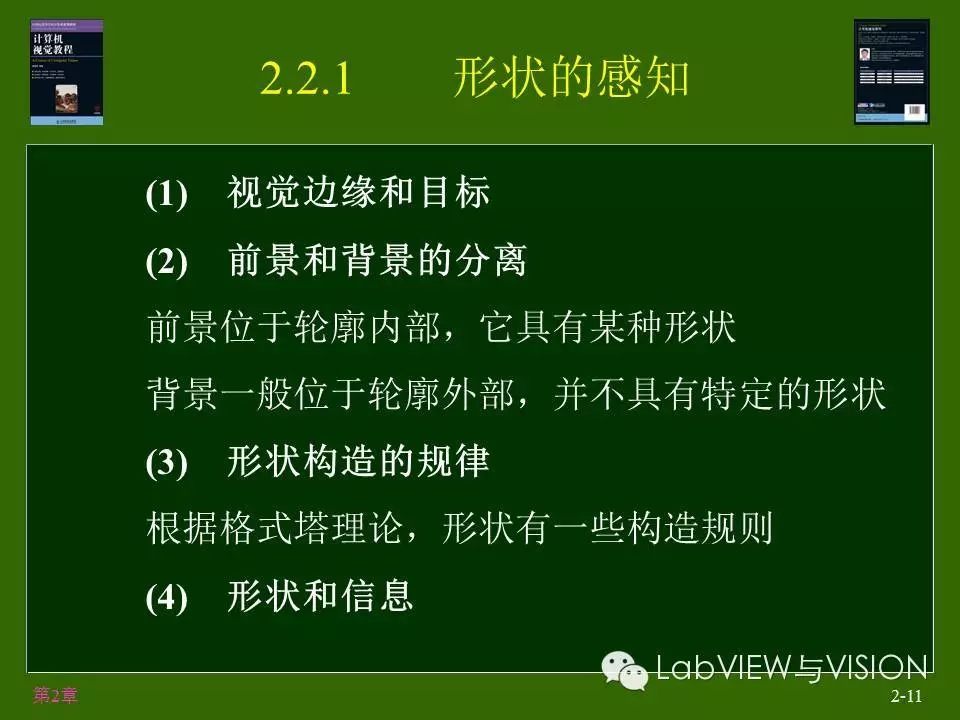 计算机
视觉教程
2.2.1 形状的感知
(1) 视觉边缘和目标
(2) 前景和背景的分离
前景位于轮廓内部，它具有某种形状
背景一般位于轮廓外部，并不具有特定的形状
(3) 形状构造的规律
根据格式塔理论，形状有一些构造规则
(4) 形状和信息
LabVIEW与VISION
第2章
2-11